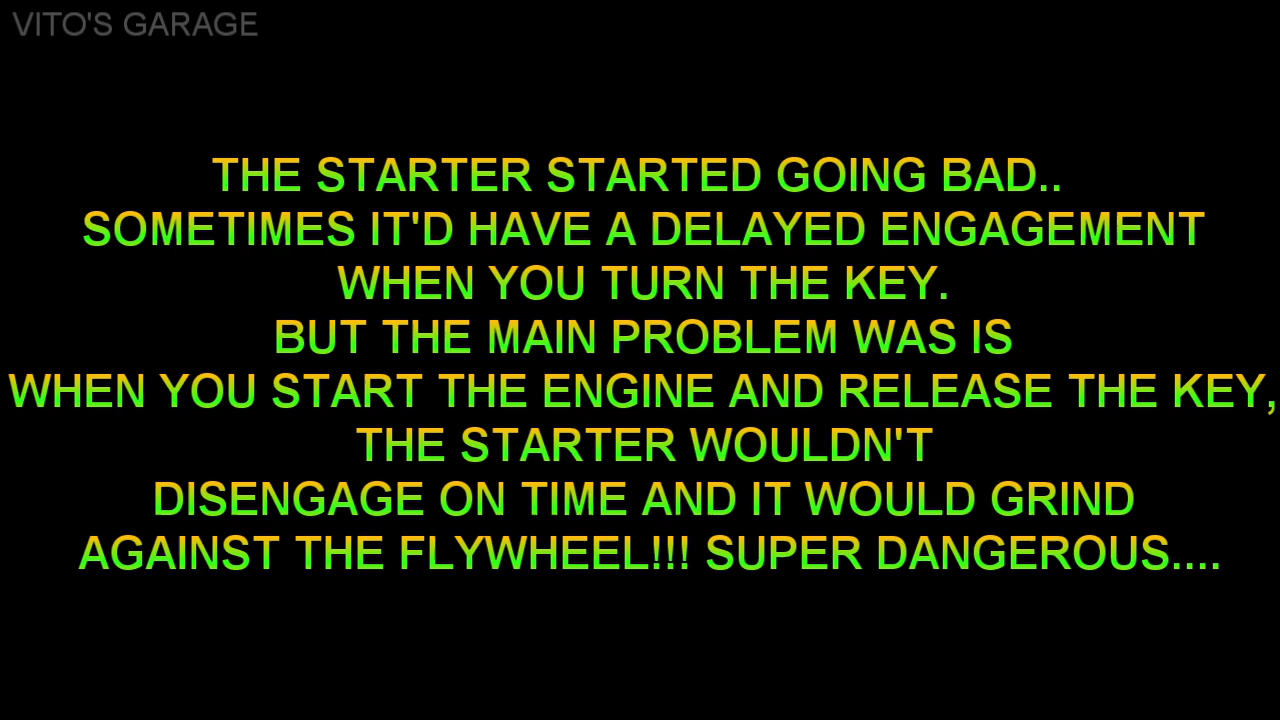 VITO'S GARAGE
THE STARTER STARTED GOING BAD..
SOMETIMES IT'D HAVE A DELAYED ENGAGEMENT
WHEN YOU TURN THE KEY.
BUT THE MAIN PROBLEM WAS IS
WHEN YOU START THE ENGINE AND RELEASE THE KEY,
THE STARTER WOULDN'T
DISENGAGE ON TIME AND IT WOULD GRIND
AGAINST THE FLYWHEEL!!! SUPER DANGEROUS....